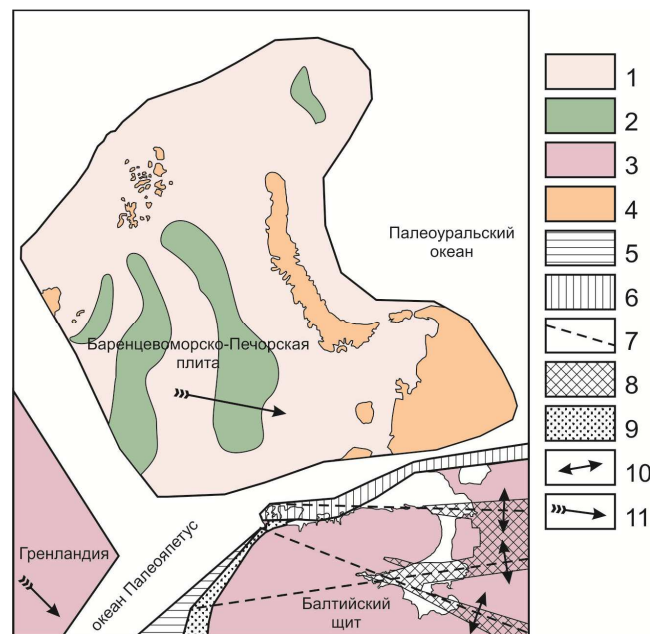 Палеоуральский
океан
Баренцевоморско-Печорская
плита
Гренландия
океан Палеояпетус
Балтийский
щит
1
2
3
4
5
6
7
8
9
10
11